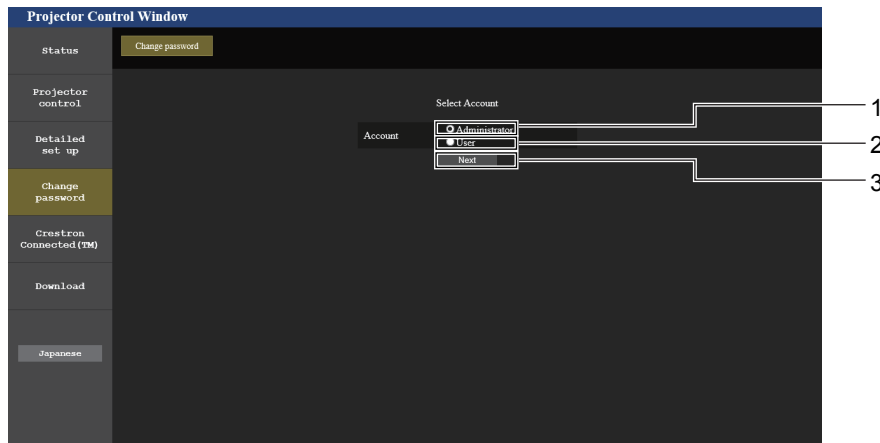 Projector Control Window
Status
Change password
Projector
control
Select Account
1
Account
Administrator
Detailed
set up
User
2
Next
3
Change
password
Crestron
Connected(TM)
Download
Japanese